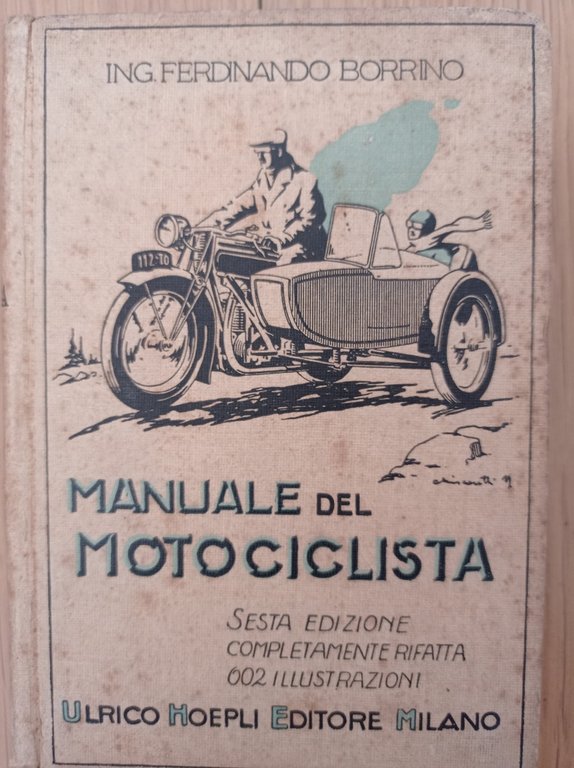 ING. FERDINANDO BORRINO
112-TO
MANUALE DEL
MOTOCICLISTA
SESTA EDIZIONE
COMPLETAMENTE RIFATTA
602 ILLUSTRAZIONI
ULRICO HOEPLI EDITORE MILANO